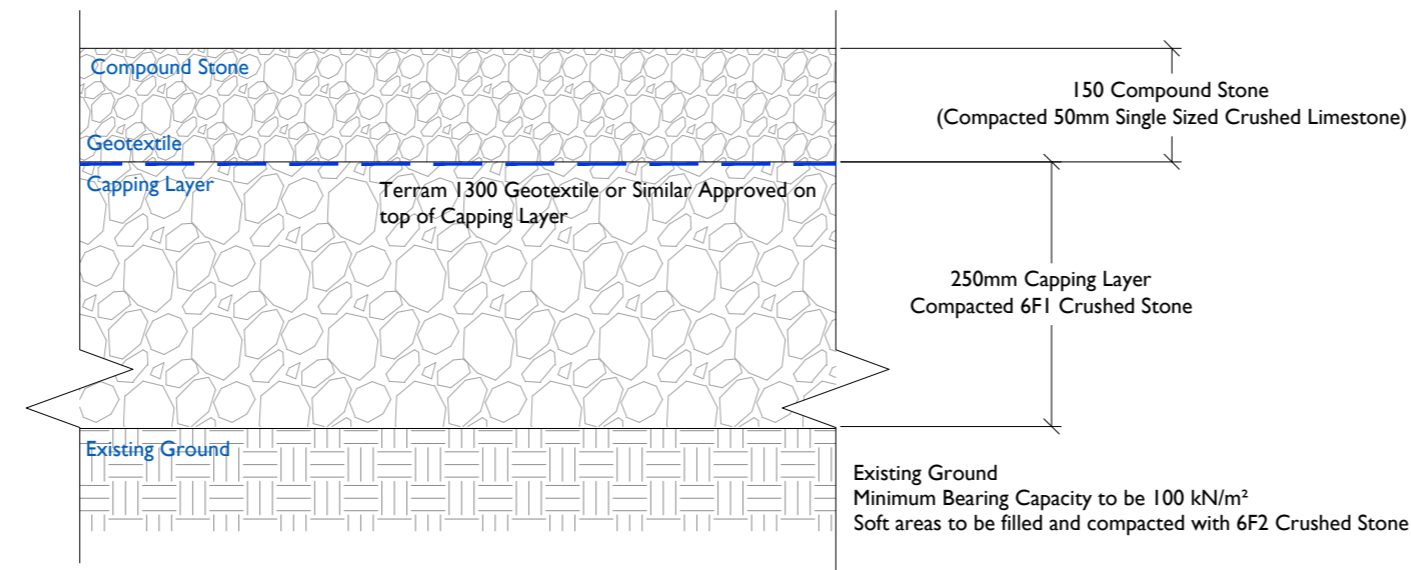 Compound Stone
150 Compound Stone
(Compacted 50mm Single Sized Crushed Limestone)
Geotextile
Capping Layer
Terram 1300 Geotextile or Similar Approved on
top of Capping Layer
250mm Capping Layer
Compacted 6F1 Crushed Stone
Existing Ground
Existing Ground
Minimum Bearing Capacity to be 100 kN/m²
Soft areas to be filled and compacted with 6F2 Crushed Stone